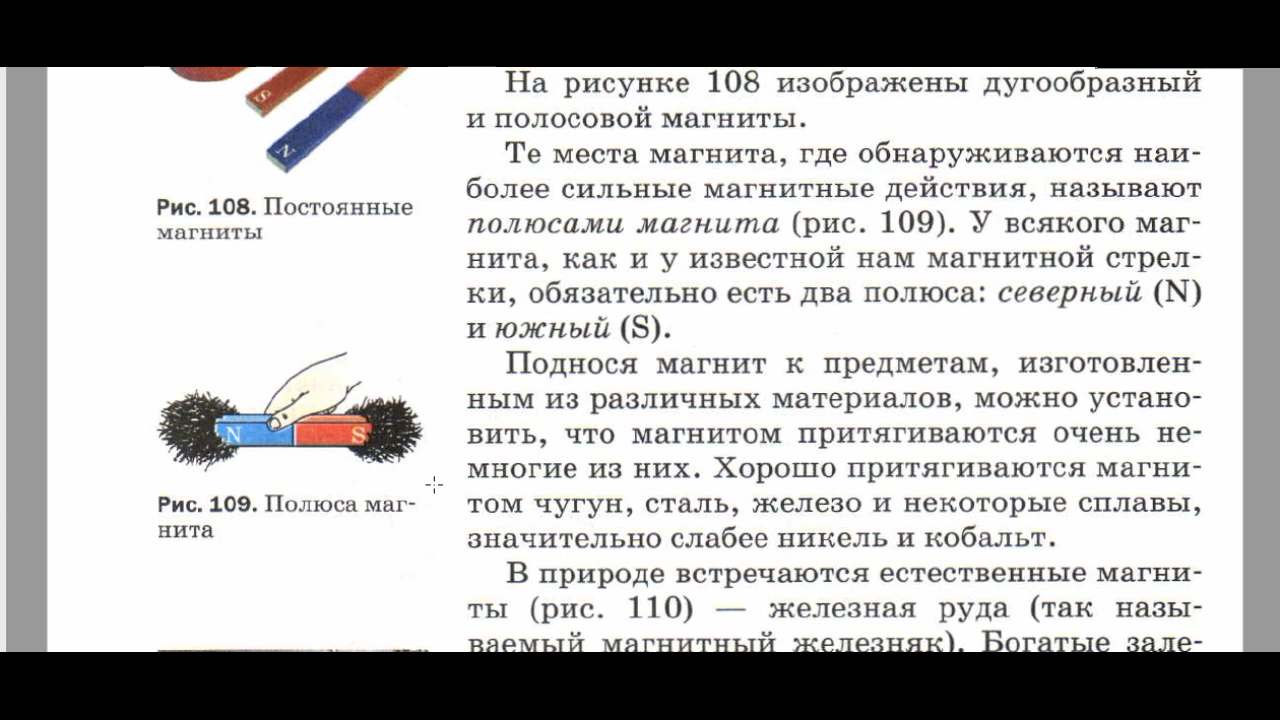 S
N
Рис. 108. Постоянные
магниты
N
S
Рис. 109. Полюса маг-
нита
На рисунке 108 изображены дугообразный
и полосовой магниты.
Те места магнита, где обнаруживаются наи-
более сильные магнитные действия, называют
полюсами магнита (рис. 109). У всякого маг-
нита, как и у известной нам магнитной стрел-
ки, обязательно есть два полюса: северный (N)
и южный (S).
Поднося магнит к предметам, изготовлен-
ным из различных материалов, можно устано-
вить, что магнитом притягиваются очень не-
многие из них. Хорошо притягиваются магни-
том чугун, сталь, железо и некоторые сплавы,
значительно слабее никель и кобальт.
В природе встречаются естественные магни-
ты (рис. 110) — железная руда (так назы-
ваемый магнитный железняк). Богатые зале-